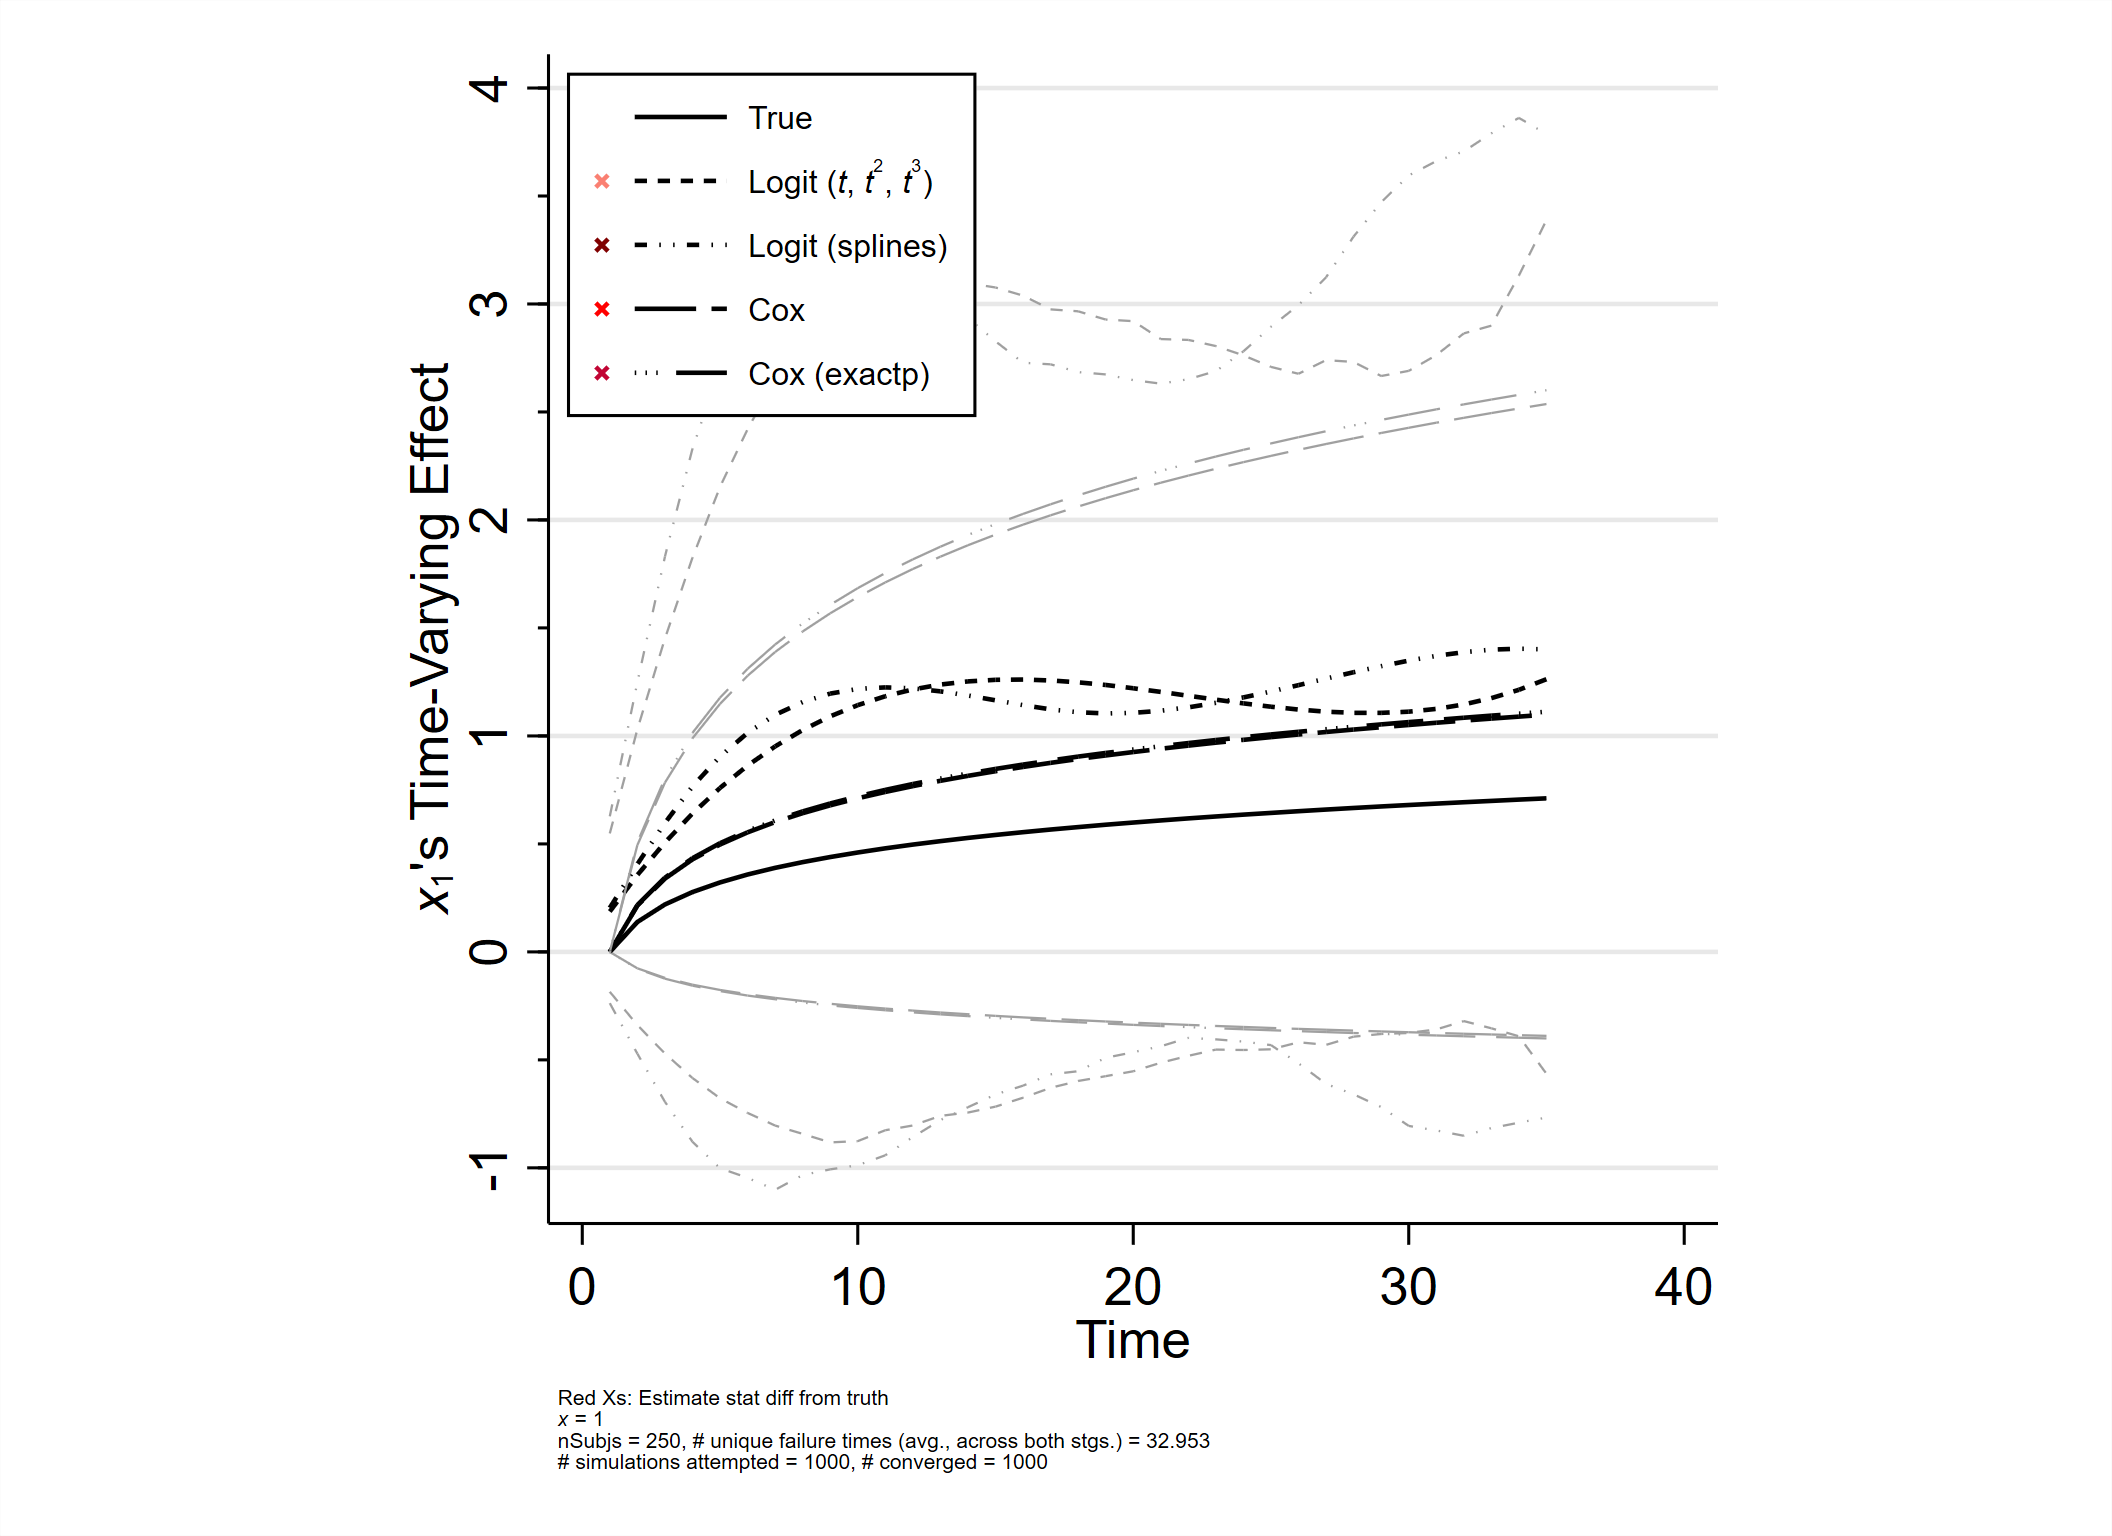 4
3
2
1
0
-1
x₁'s Time-Varying Effect
True
Logit (t, t², t³)
Logit (splines)
Cox
Cox (exactp)
0 10 20 30 40
Time
Red Xs: Estimate stat diff from truth
x = 1
nSubjs = 250, # unique failure times (avg., across both stgs.) = 32.953
# simulations attempted = 1000, # converged = 1000